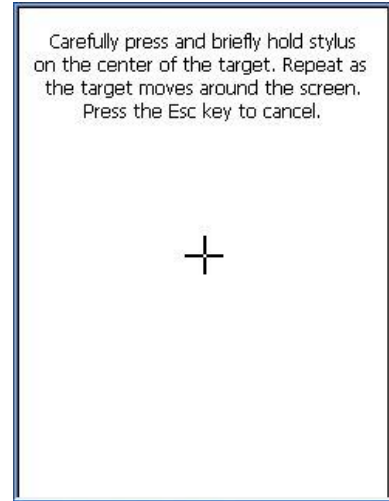 Carefully press and briefly hold stylus
on the center of the target. Repeat as
the target moves around the screen.
Press the Esc key to cancel.